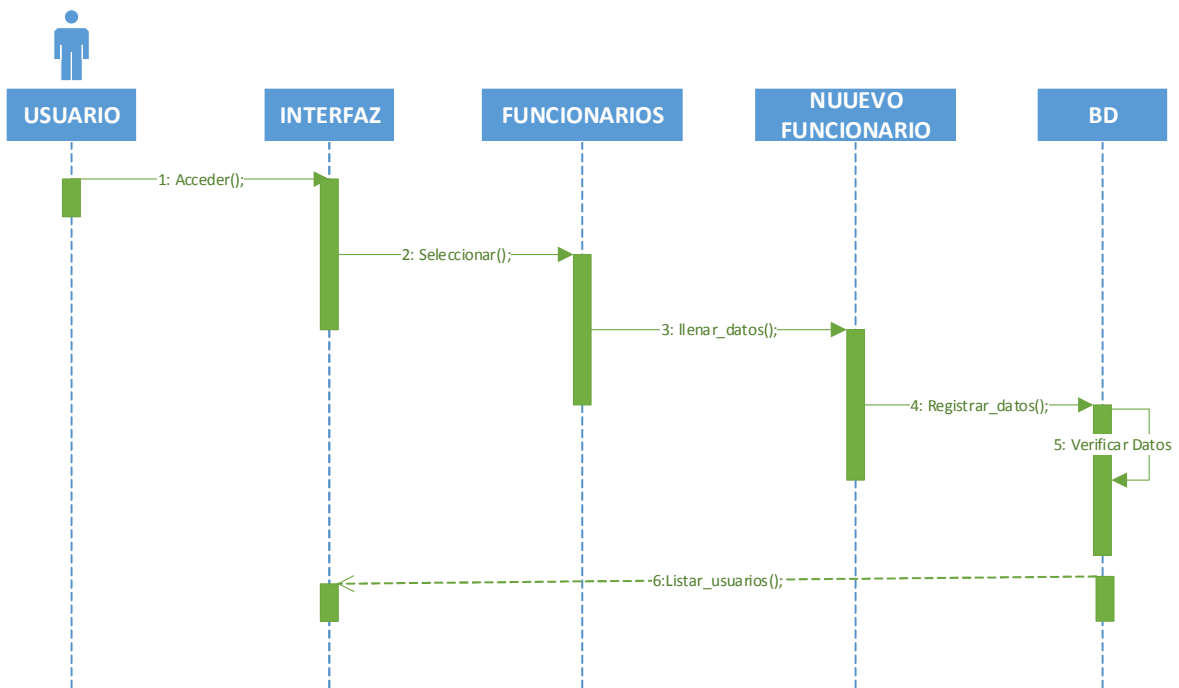 USUARIO
INTERFAZ
FUNCIONARIOS
NUUEVO
FUNCIONARIO
BD
1: Acceder();
2: Seleccionar();
3: llenar_datos();
4: Registrar_datos();
5: Verificar Datos
6:Listar_usuarios();